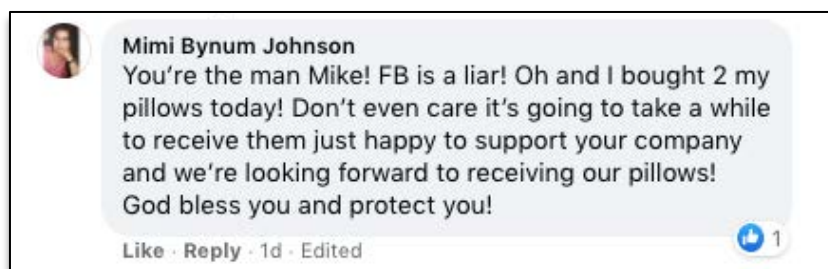 Mimi Bynum Johnson
You're the man Mike! FB is a liar! Oh and I bought 2 my
pillows today! Don't even care it's going to take a while
to receive them just happy to support your company
and we're looking forward to receiving our pillows!
God bless you and protect you!
Like · Reply · 1d · Edited
1